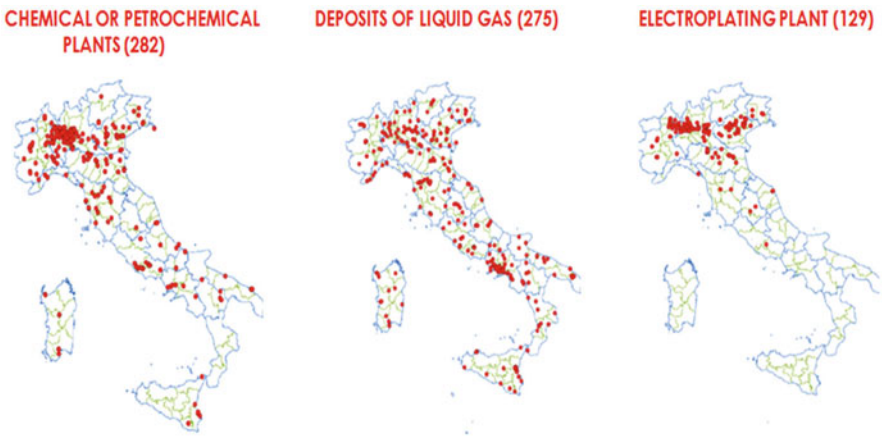 CHEMICAL OR PETROCHEMICAL
PLANTS (282)
DEPOSITS OF LIQUID GAS (275)
ELECTROPLATING PLANT (129)